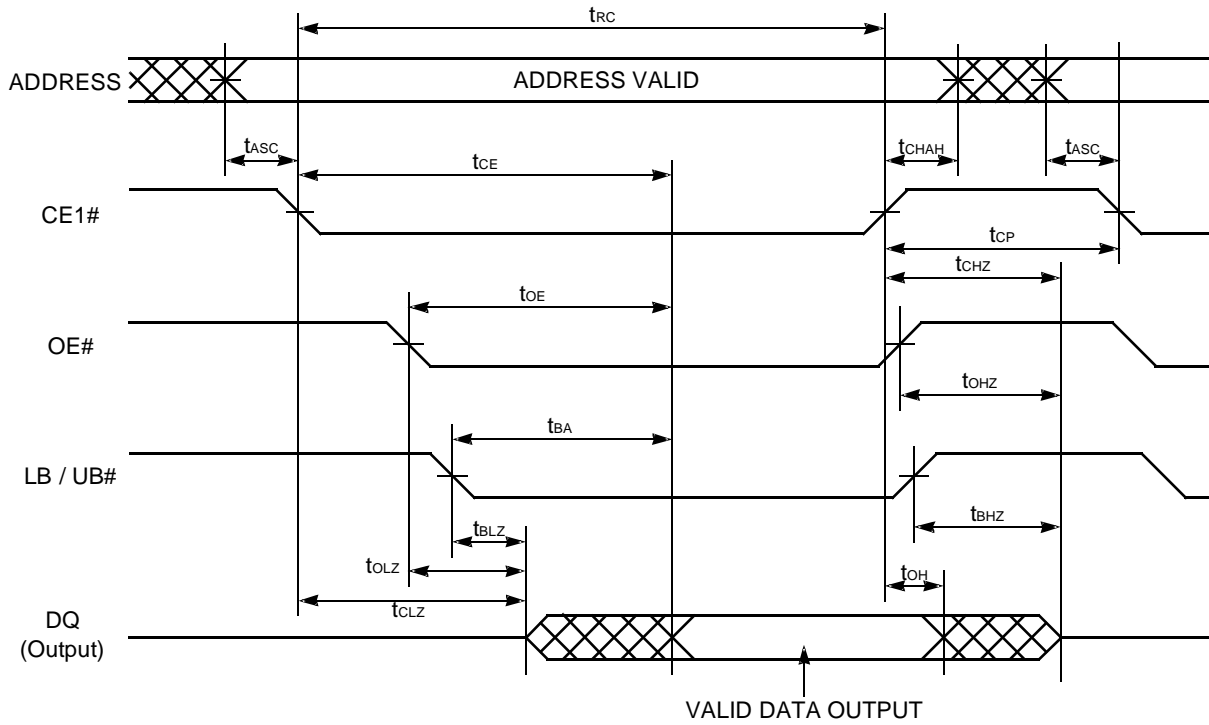 tRC
ADDRESS
ADDRESS VALID
tASC
tCE
tCHAH
tASC
CE1#
tCP
tCHZ
tOE
OE#
tOHZ
tBA
LB / UB#
tBHZ
tBLZ
tOLZ
tOH
tCLZ
DQ
(Output)
VALID DATA OUTPUT